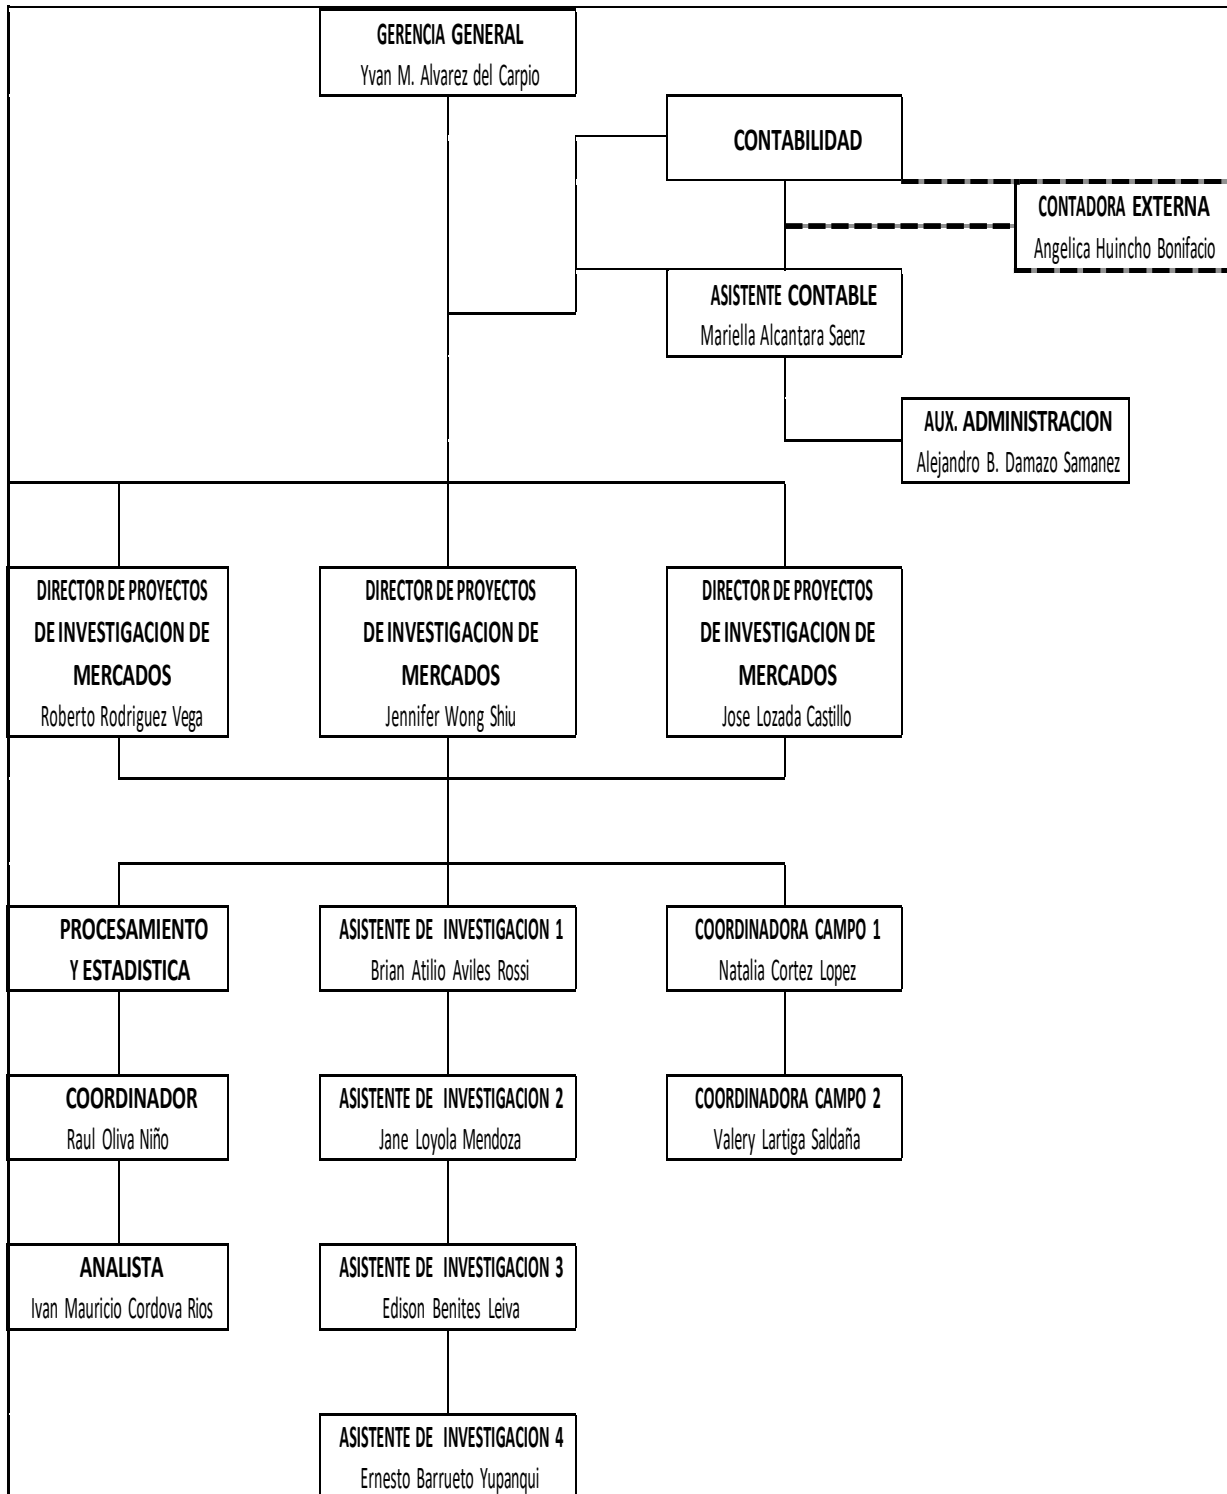 GERENCIA GENERAL
Yvan M. Alvarez del Carpio
CONTABILIDAD
CONTADORA EXTERNA
Angelica Huincho Bonifacio
ASISTENTE CONTABLE
Mariella Alcantara Saenz
AUX. ADMINISTRACION
Alejandro B. Damazo Samanez
DIRECTOR DE PROYECTOS
DE INVESTIGACION DE
MERCADOS
Roberto Rodriguez Vega
DIRECTOR DE PROYECTOS
DE INVESTIGACION DE
MERCADOS
Jennifer Wong Shiu
DIRECTOR DE PROYECTOS
DE INVESTIGACION DE
MERCADOS
Jose Lozada Castillo
PROCESAMIENTO
Y ESTADISTICA
ASISTENTE DE INVESTIGACION 1
Brian Atilio Aviles Rossi
COORDINADORA CAMPO 1
Natalia Cortez Lopez
COORDINADOR
Raul Oliva Niño
ASISTENTE DE INVESTIGACION 2
Jane Loyola Mendoza
COORDINADORA CAMPO 2
Valery Lartiga Saldaña
ANALISTA
Ivan Mauricio Cordova Rios
ASISTENTE DE INVESTIGACION 3
Edison Benites Leiva
ASISTENTE DE INVESTIGACION 4
Ernesto Barrueto Yupanqui